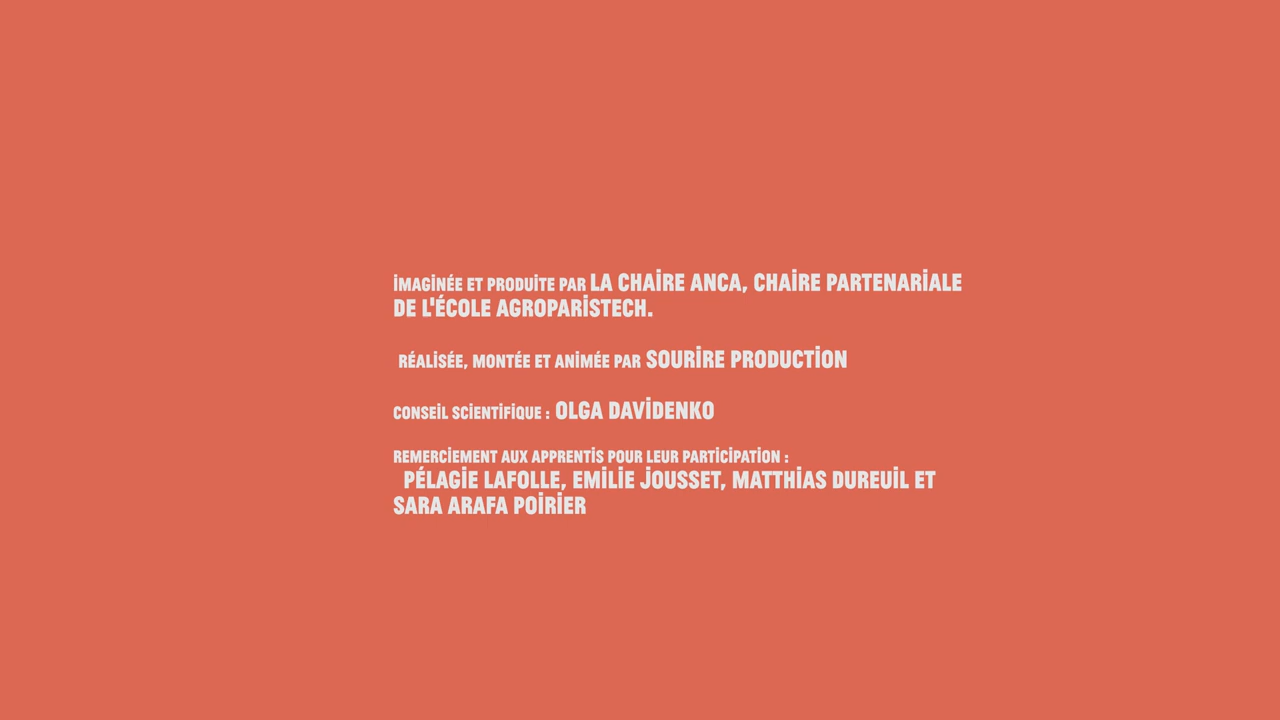 IMAGINÉE ET PRODUITE PAR LA CHAIRE ANCA, CHAIRE PARTENARIALE
DE L'ÉCOLE AGROPARISTECH.
RÉALISÉE, MONTÉE ET ANIMÉE PAR SOURIRE PRODUCTION
CONSEIL SCIENTIFIQUE : OLGA DAVIDENKO
REMERCIEMENT AUX APPRENTIS POUR LEUR PARTICIPATION :
PÉLAGIE LAFOLLE, EMILIE JOUSSET, MATTHIAS DUREUIL ET
SARA ARAFA POIRIER